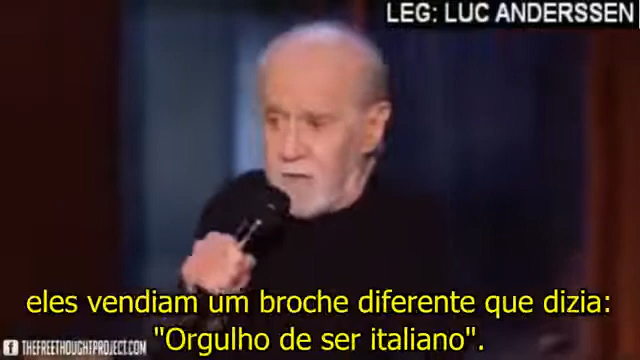 LEG: LUC ANDERSSEN
eles vendiam um broche diferente que dizia:
"Orgulho de ser italiano".
f THEFREETHOUGHTPROJECT.COM